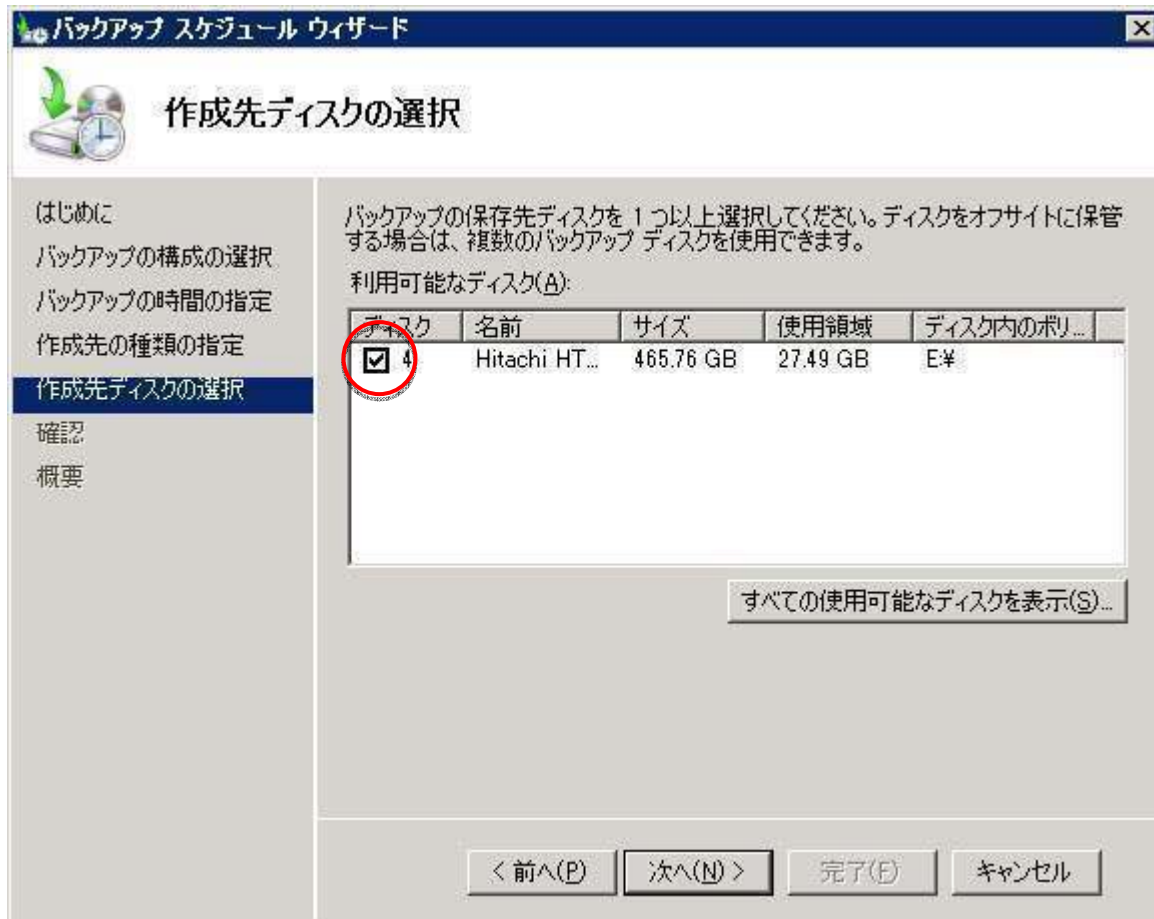 バックアップ スケジュール ウィザード
作成先ディスクの選択
はじめに
バックアップの構成の選択
バックアップの時間の指定
作成先の種類の指定
作成先ディスクの選択
確認
概要
バックアップの保存先ディスクを 1 つ以上選択してください。ディスクをオフサイトに保管
する場合は、複数のバックアップ ディスクを使用できます。
利用可能なディスク(A):
ディスク 名前 サイズ 使用領域 ディスク内のボリ...
4 Hitachi HT... 465.76 GB 27.49 GB E:¥
すべての使用可能なディスクを表示(S)...
< 前へ(P) 次へ(N) > 完了(F) キャンセル